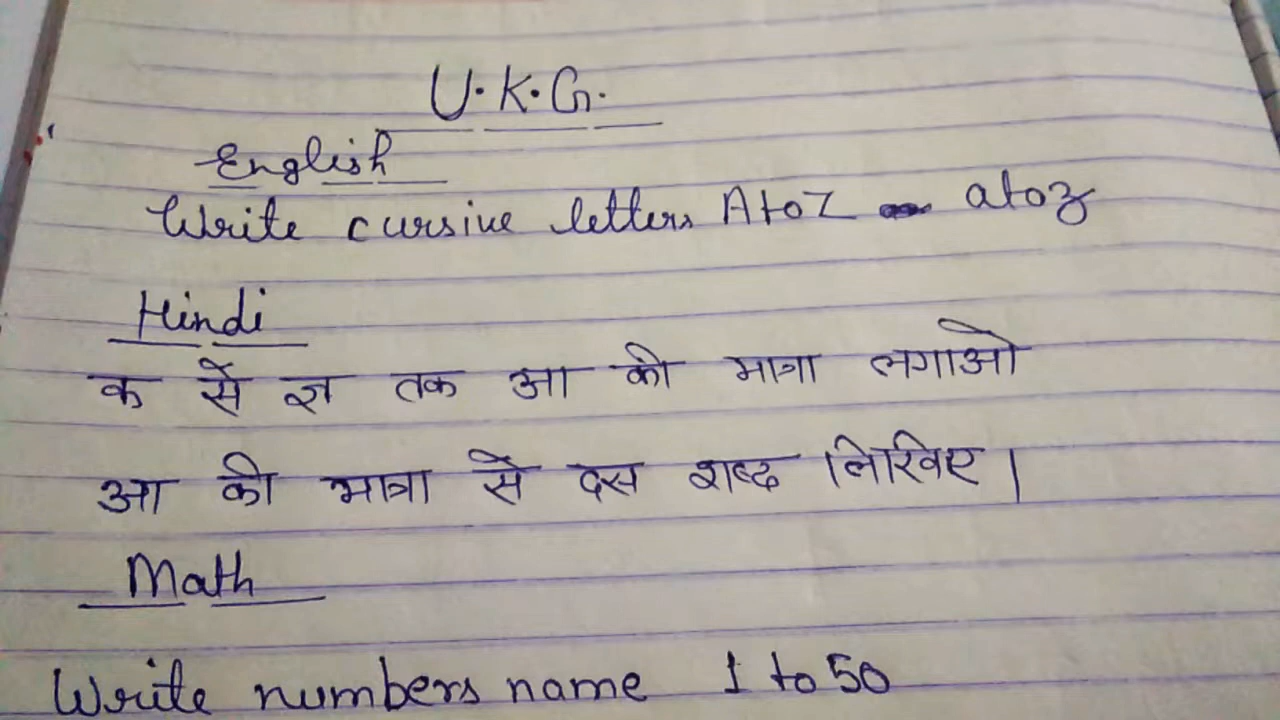 U.K.G.
English
Write cursive letters A to Z a to z
Hindi
क से ज्ञ तक आ की मात्रा लगाओ
आ की मात्रा से दस शब्द लिखिए।
Math
Write numbers name 1 to 50